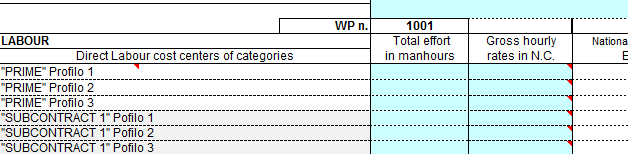 WP n. 1001
LABOUR Total effort Gross hourly Nationa
Direct Labour cost centers of categories in manhours rates in N.C. E
"PRIME" Profilo 1
"PRIME" Profilo 2
"PRIME" Profilo 3
"SUBCONTRACT 1" Pofilo 1
"SUBCONTRACT 1" Pofilo 2
"SUBCONTRACT 1" Pofilo 3